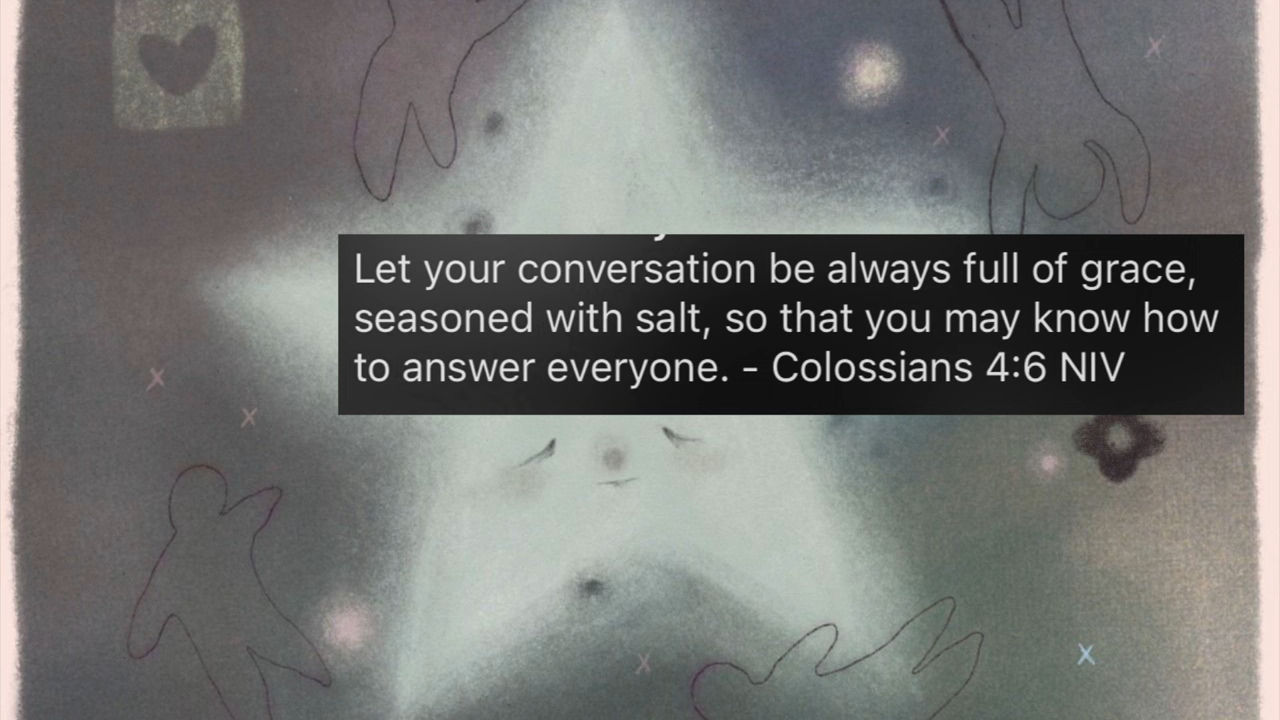 Let your conversation be always full of grace,
seasoned with salt, so that you may know how
to answer everyone. - Colossians 4:6 NIV